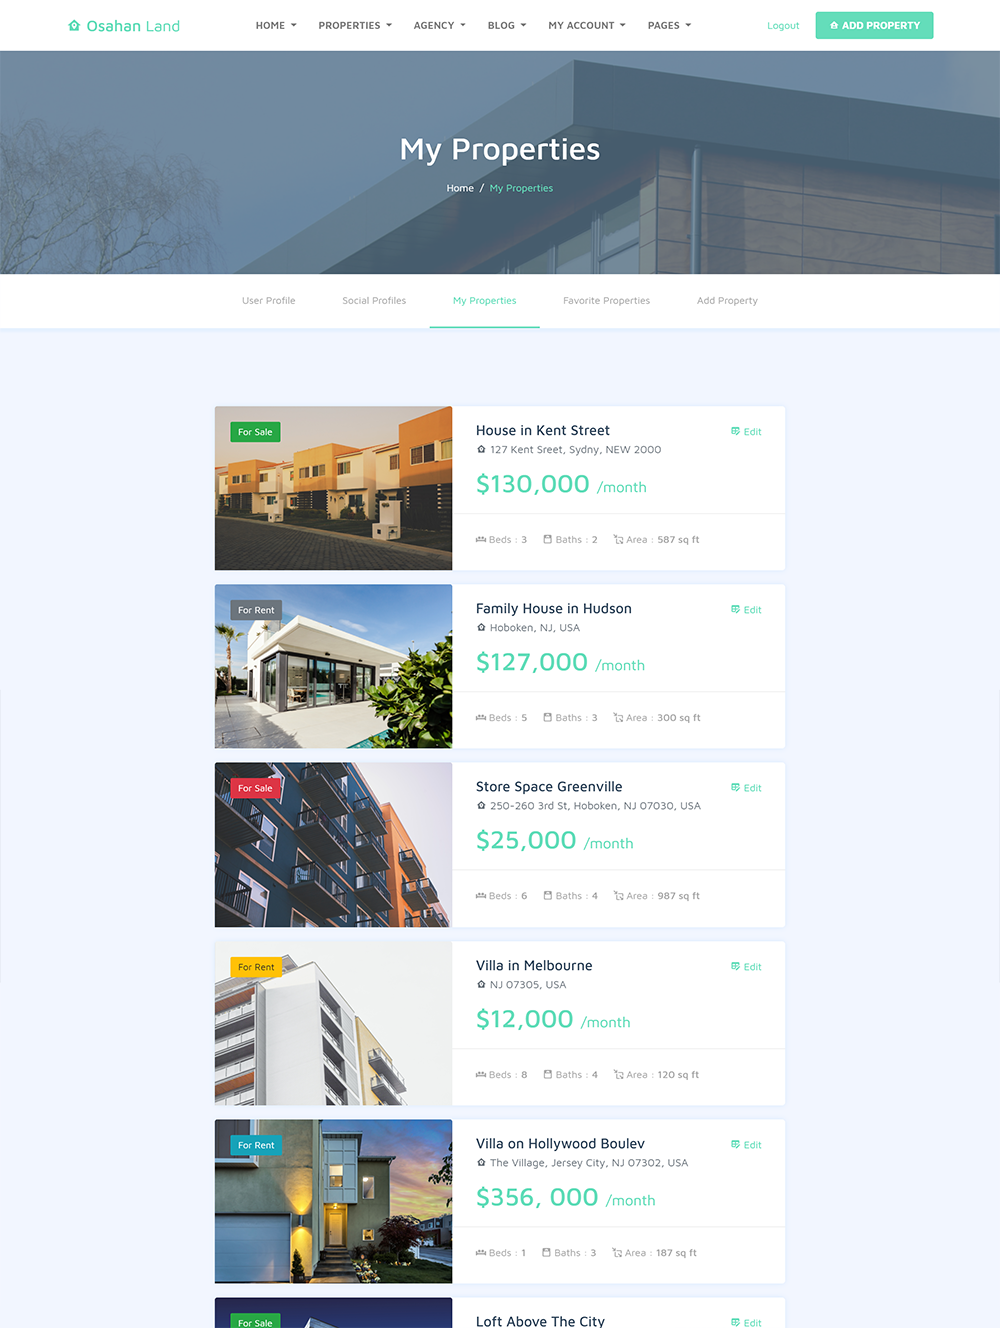 Osahan Land
HOME PROPERTIES AGENCY BLOG MY ACCOUNT PAGES Logout ADD PROPERTY
My Properties
Home / My Properties
User Profile Social Profiles My Properties Favorite Properties Add Property
For Sale
House in Kent Street Edit
127 Kent Sreet, Sydny, NEW 2000
$130,000 /month
Beds : 3 Baths : 2 Area : 587 sq ft
For Rent
Family House in Hudson Edit
Hoboken, NJ, USA
$127,000 /month
Beds : 5 Baths : 3 Area : 300 sq ft
For Sale
Store Space Greenville Edit
250-260 3rd St, Hoboken, NJ 07030, USA
$25,000 /month
Beds : 6 Baths : 4 Area : 987 sq ft
For Rent
Villa in Melbourne Edit
NJ 07305, USA
$12,000 /month
Beds : 8 Baths : 4 Area : 120 sq ft
For Rent
Villa on Hollywood Boulev Edit
The Village, Jersey City, NJ 07302, USA
$356, 000 /month
Beds : 1 Baths : 3 Area : 187 sq ft
For Sale
Loft Above The City Edit